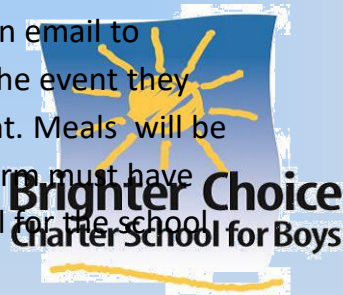 n email to
he event they
nt. Meals will be
rm must have
Brighter Choice
l for the school
Charter School for Boys